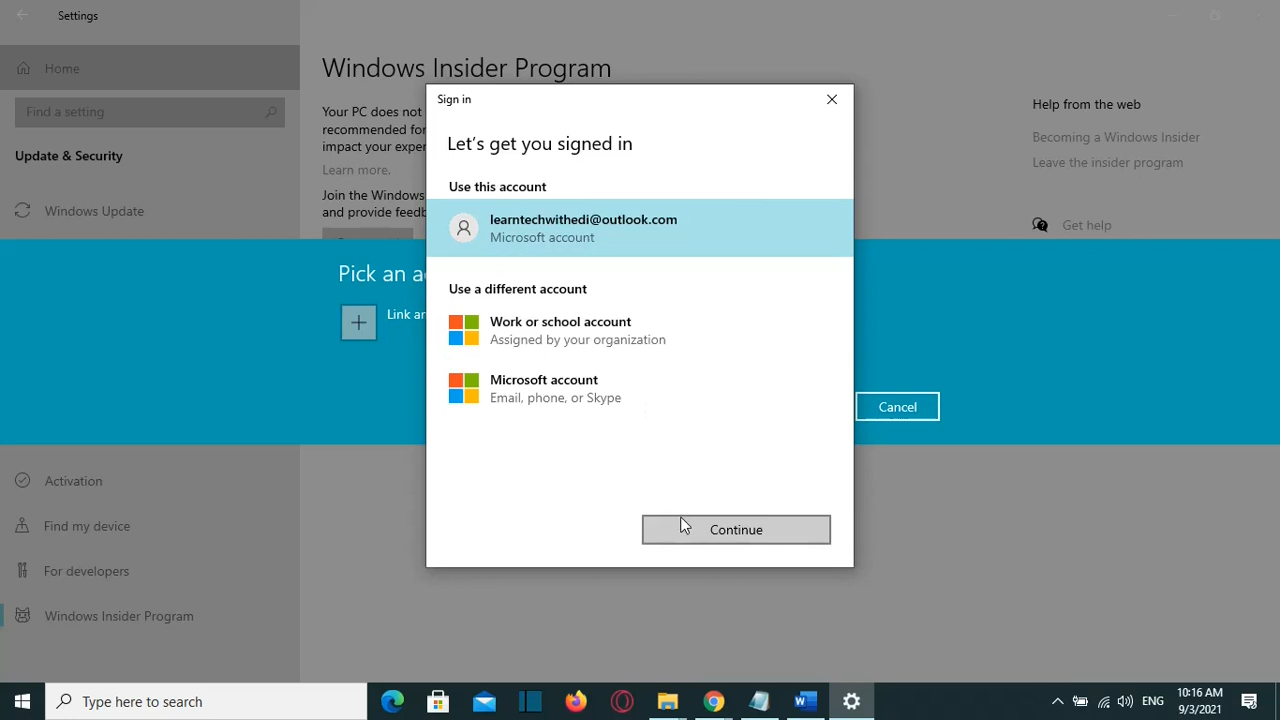 Settings
Home
Find a setting
Update & Security
Windows Update
Activation
Find my device
For developers
Windows Insider Program
Windows Insider Program
Your PC does not
recommended for
impact your exper
Learn more.
Join the Windows
and provide feedb
Pick an a
Link an
Sign in
Let's get you signed in
Use this account
learntechwithedi@outlook.com
Microsoft account
Use a different account
Work or school account
Assigned by your organization
Microsoft account
Email, phone, or Skype
Continue
Cancel
Help from the web
Becoming a Windows Insider
Leave the insider program
Get help
Type here to search
ENG
10:16 AM
9/3/2021